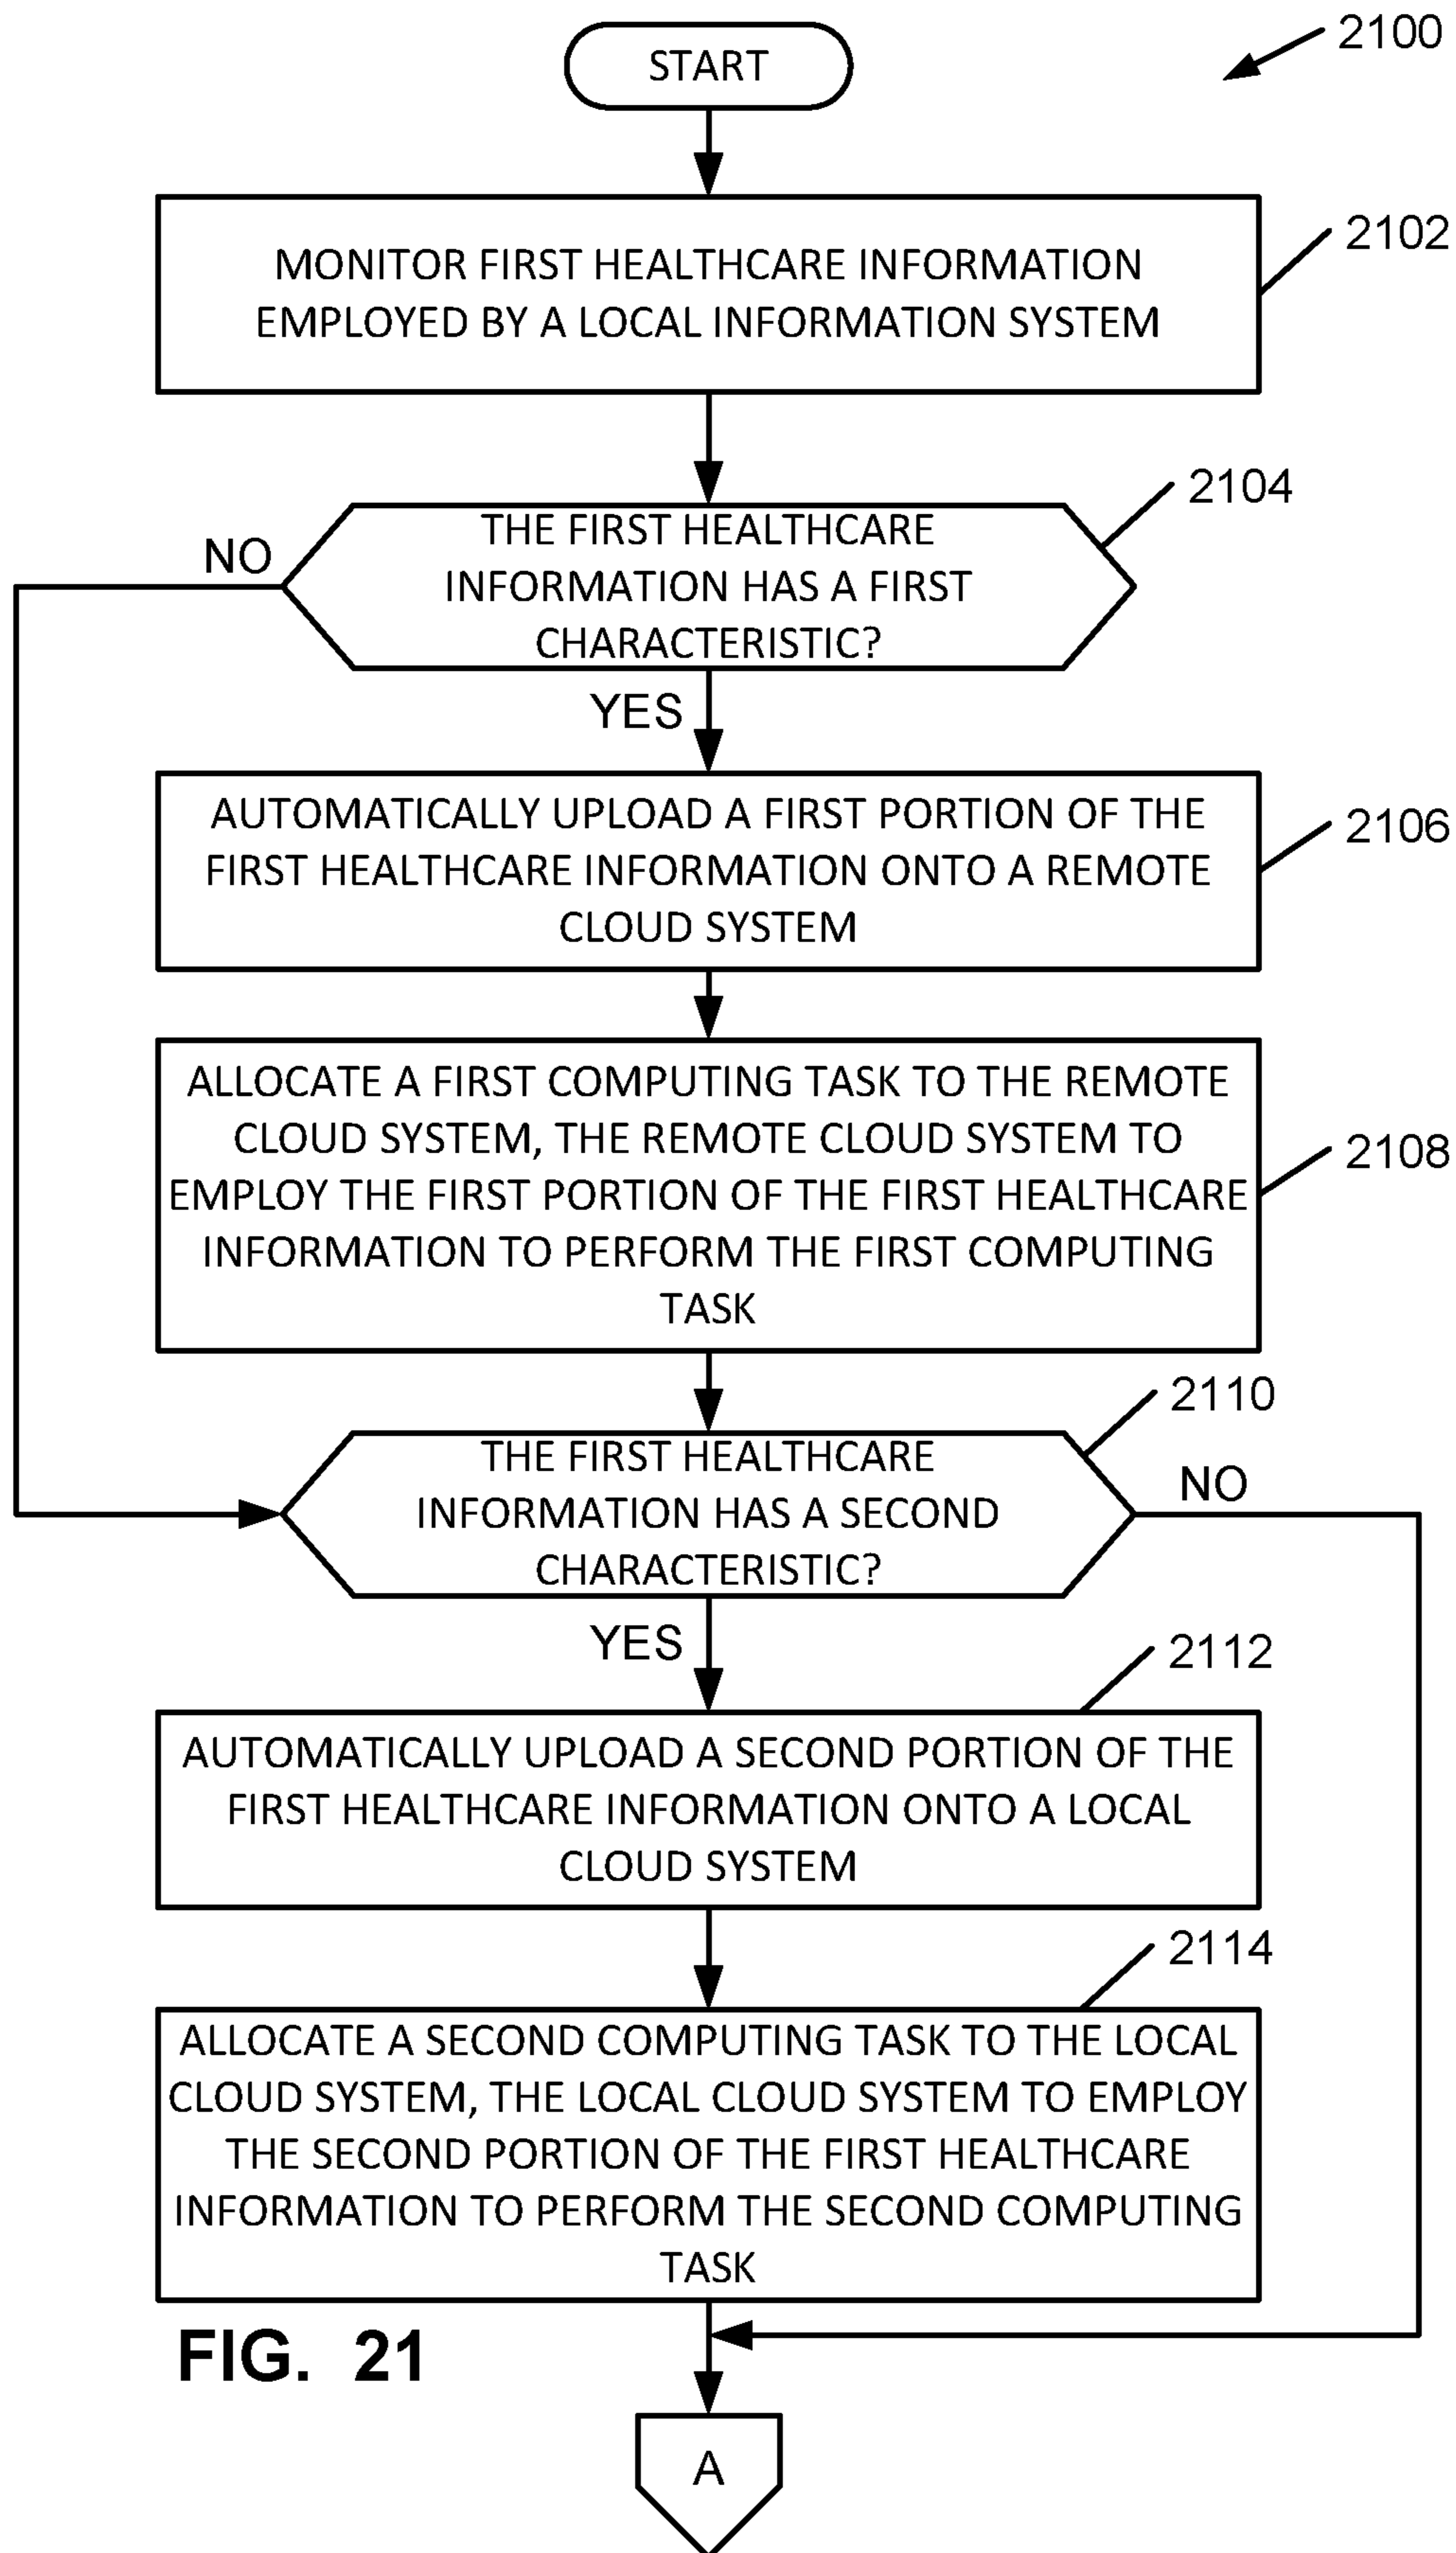 START
2100
MONITOR FIRST HEALTHCARE INFORMATION
EMPLOYED BY A LOCAL INFORMATION SYSTEM
2102
THE FIRST HEALTHCARE
INFORMATION HAS A FIRST
CHARACTERISTIC?
2104
NO
YES
AUTOMATICALLY UPLOAD A FIRST PORTION OF THE
FIRST HEALTHCARE INFORMATION ONTO A REMOTE
CLOUD SYSTEM
2106
ALLOCATE A FIRST COMPUTING TASK TO THE REMOTE
CLOUD SYSTEM, THE REMOTE CLOUD SYSTEM TO
EMPLOY THE FIRST PORTION OF THE FIRST HEALTHCARE
INFORMATION TO PERFORM THE FIRST COMPUTING
TASK
2108
THE FIRST HEALTHCARE
INFORMATION HAS A SECOND
CHARACTERISTIC?
2110
NO
YES
2112
AUTOMATICALLY UPLOAD A SECOND PORTION OF THE
FIRST HEALTHCARE INFORMATION ONTO A LOCAL
CLOUD SYSTEM
2114
ALLOCATE A SECOND COMPUTING TASK TO THE LOCAL
CLOUD SYSTEM, THE LOCAL CLOUD SYSTEM TO EMPLOY
THE SECOND PORTION OF THE FIRST HEALTHCARE
INFORMATION TO PERFORM THE SECOND COMPUTING
TASK
FIG. 21
A